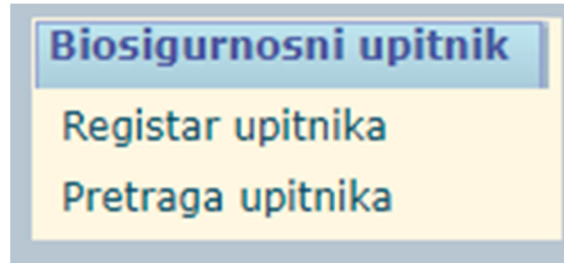 Biosigurnosni upitnik
Registar upitnika
Pretraga upitnika